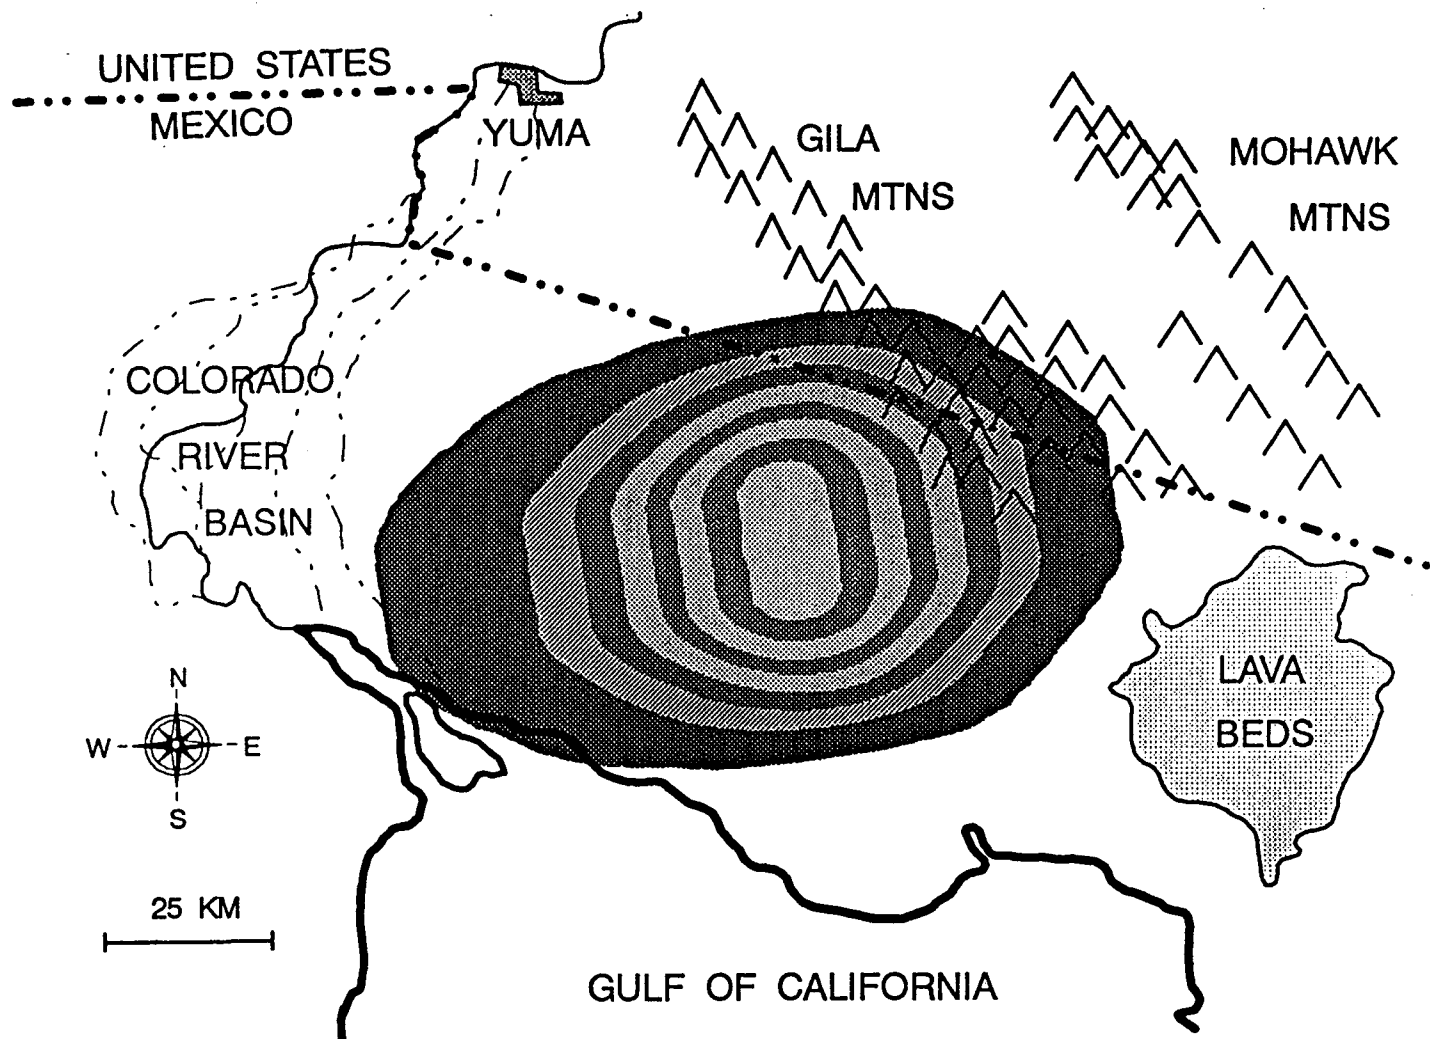 UNITED STATES
MEXICO
YUMA
GILA
MTNS
MOHAWK
MTNS
COLORADO
RIVER
BASIN
N
W
E
S
LAVA
BEDS
25 KM
GULF OF CALIFORNIA